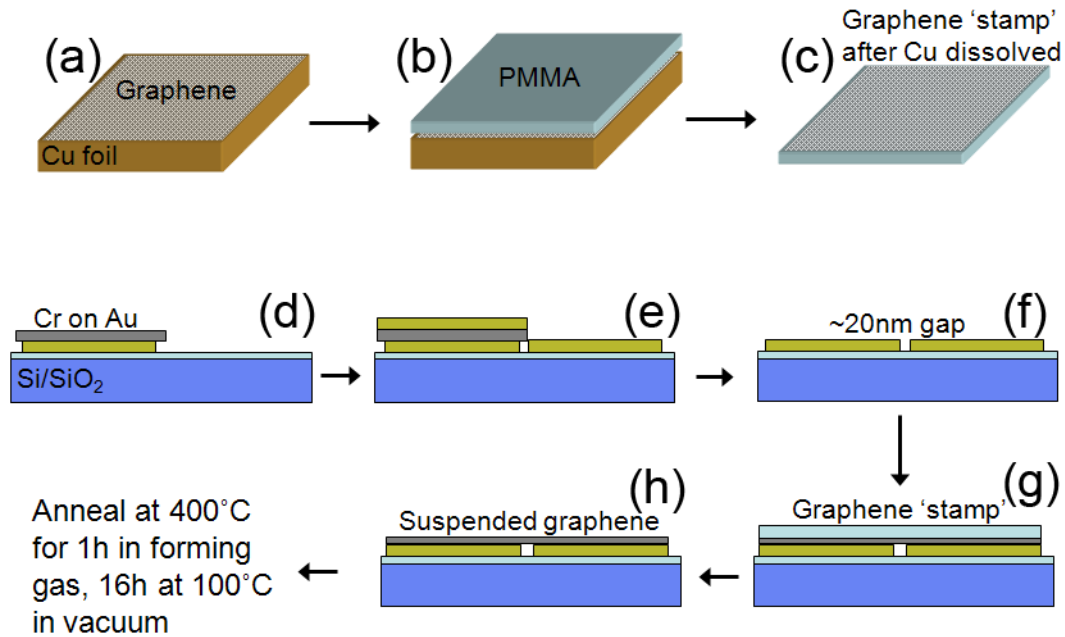 (a)
Graphene
Cu foil
(b)
PMMA
(c)
Graphene ‘stamp’
after Cu dissolved
(d)
Cr on Au
Si/SiO₂
(e)
(f)
~20nm gap
(g)
Graphene ‘stamp’
(h)
Suspended graphene
Anneal at 400˚C
for 1h in forming
gas, 16h at 100˚C
in vacuum